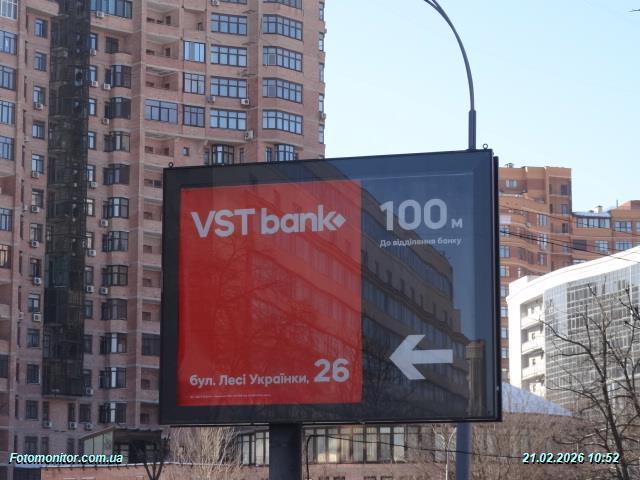 VST bank
100 м
До відділення банку
бул. Лесі Українки, 26
Fotomonitor.com.ua
21.02.2026 10:52